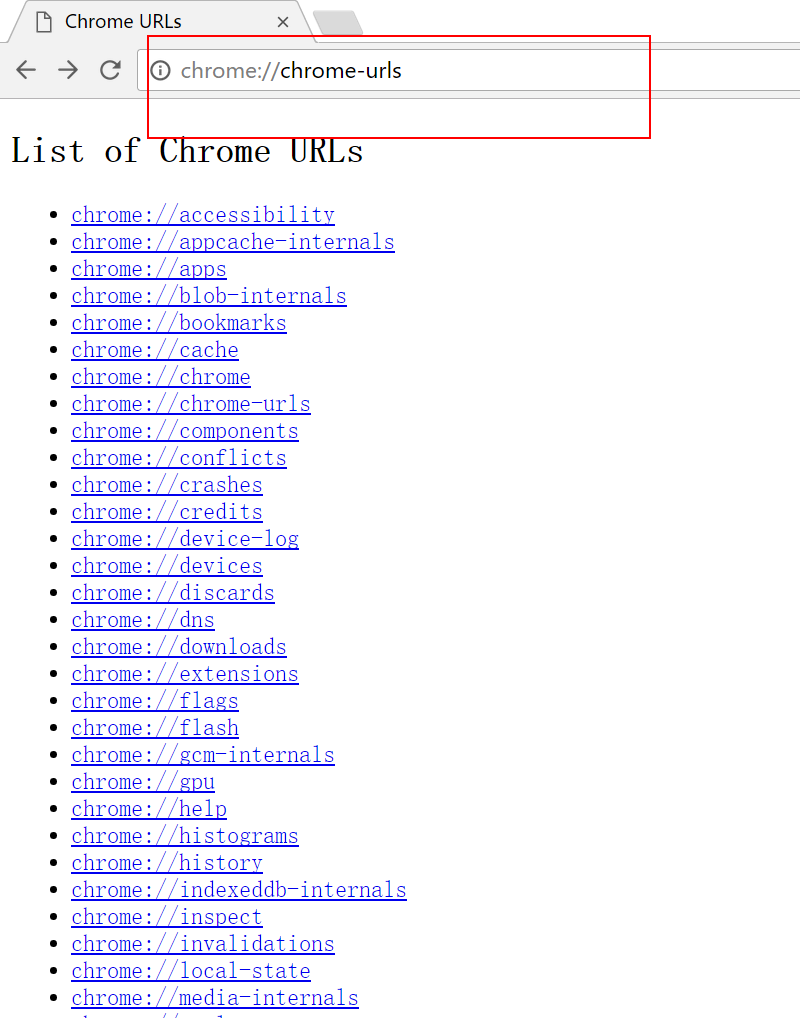 Chrome URLs
chrome://chrome-urls
List of Chrome URLs
chrome://accessibility
chrome://appcache-internals
chrome://apps
chrome://blob-internals
chrome://bookmarks
chrome://cache
chrome://chrome
chrome://chrome-urls
chrome://components
chrome://conflicts
chrome://crashes
chrome://credits
chrome://device-log
chrome://devices
chrome://discards
chrome://dns
chrome://downloads
chrome://extensions
chrome://flags
chrome://flash
chrome://gcm-internals
chrome://gpu
chrome://help
chrome://histograms
chrome://history
chrome://indexeddb-internals
chrome://inspect
chrome://invalidations
chrome://local-state
chrome://media-internals